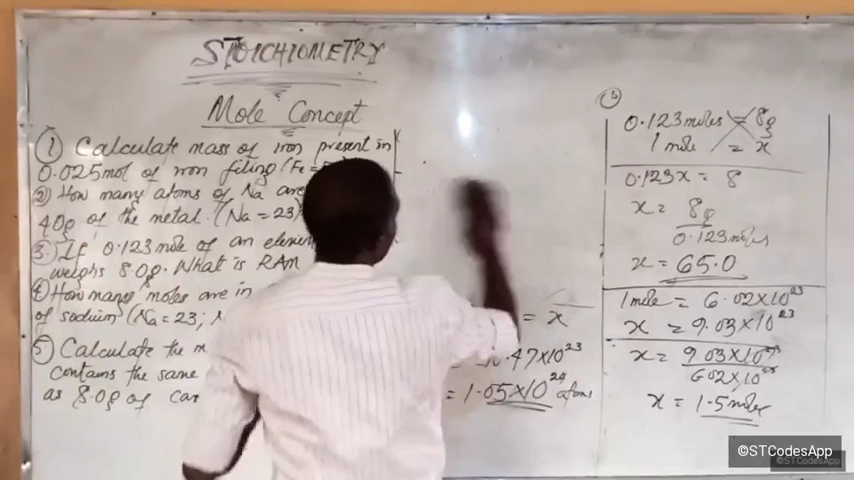 STOICHIOMETRY
Mole Concept
① Calculate mass of iron present in
0.025mol of iron filing (Fe =
② How many atoms of Na are
40g of the metal. (Na = 23)
3. If 0.123 mole of an element
weighs 8.0g. What is RAM
④ How many moles are in
of sodium (Na = 23;
⑤ Calculate the m
contains the same
as 8.0g of car
= x
.47×10²³
= 1.05×10²⁴ atoms
③
0.123moles = 8g
1 mole = x
0.123x = 8
x = 8g
0.123moles
x = 65.0
1 mole = 6.02×10²³
x = 9.03×10²³
x = 9.03×10²³
6.02×10²³
x = 1.5 moles
©STCodesApp
©STCodesApp